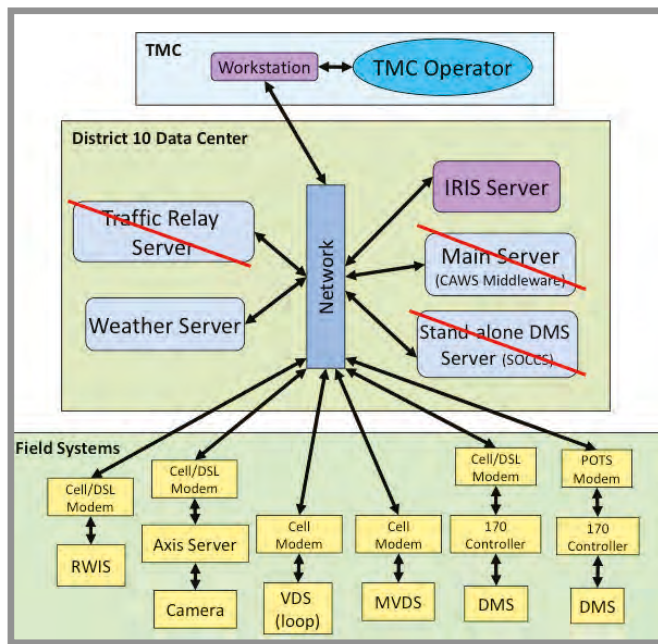 TMC
Workstation
TMC Operator
District 10 Data Center
IRIS Server
Traffic Relay
Server
Network
Main Server
(CAWS Middleware)
Weather Server
Stand-alone DMS
Server (SOCCS)
Field Systems
Cell/DSL
Modem
RWIS
Cell/DSL
Modem
Axis Server
Camera
Cell
Modem
VDS
(loop)
Cell
Modem
MVDS
Cell/DSL
Modem
170
Controller
DMS
POTS
Modem
170
Controller
DMS